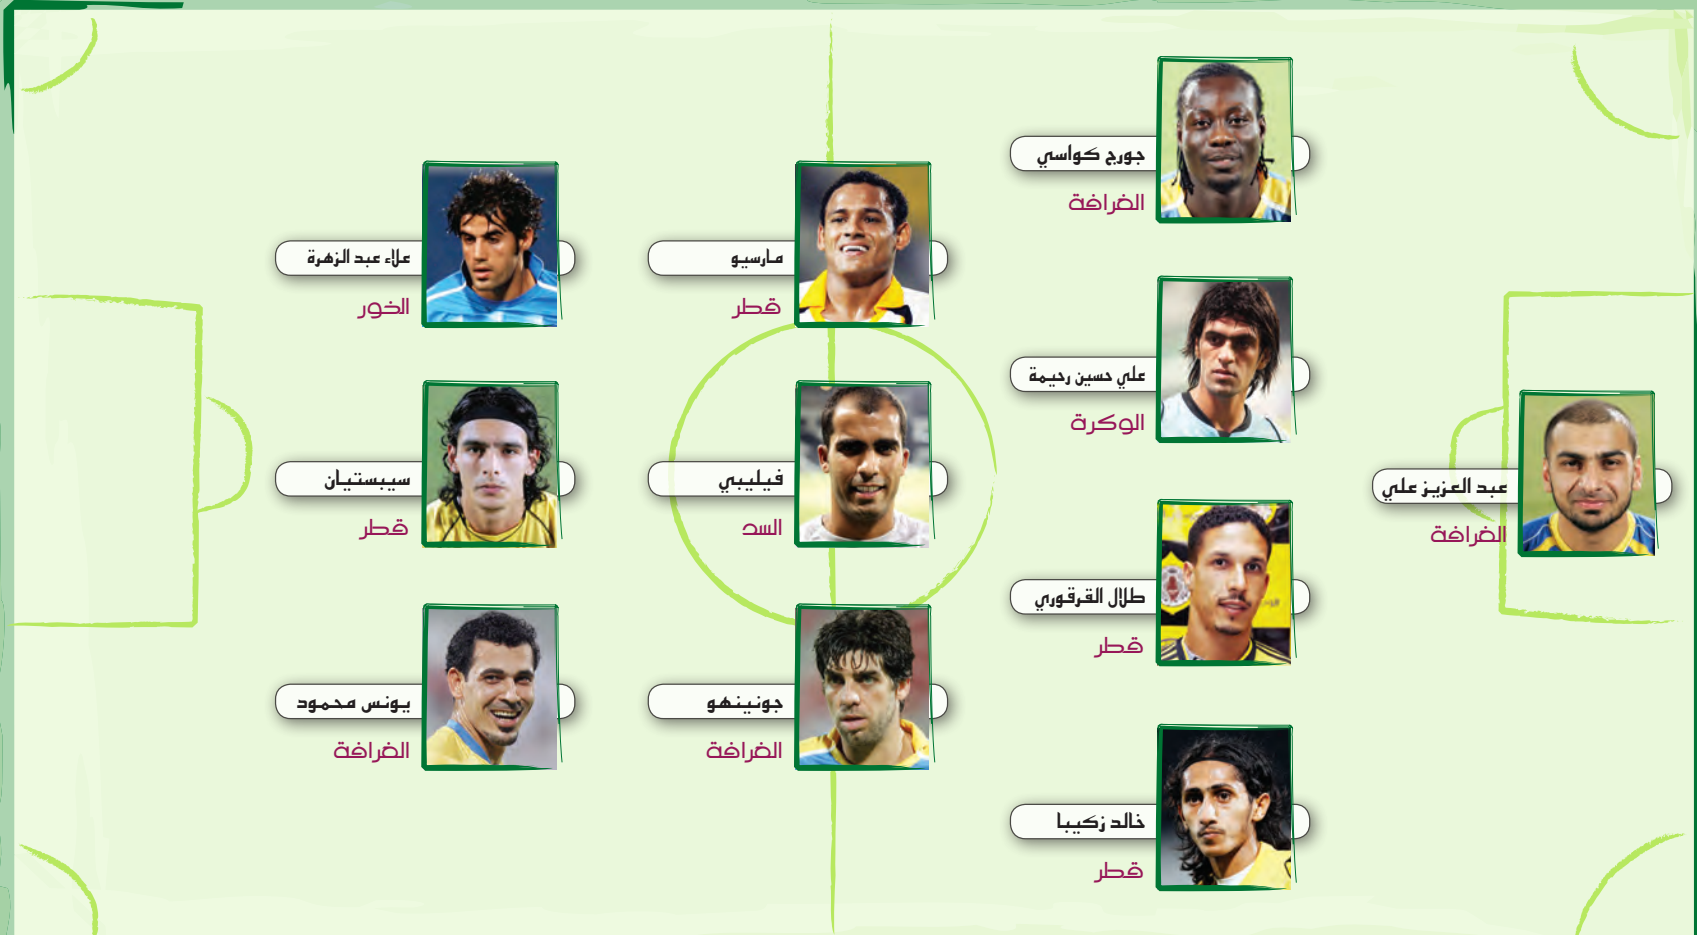 جورج كواسي
الغرافة
علي حسين رحيمة
الوكرة
طلال القرقوري
قطر
خالد زكيبا
قطر
عبد العزيز علي
الغرافة
مارسيو
قطر
فيليبي
السد
جونينهو
الغرافة
علاء عبد الزهرة
الخور
سيبستيان
قطر
يونس محمود
الغرافة